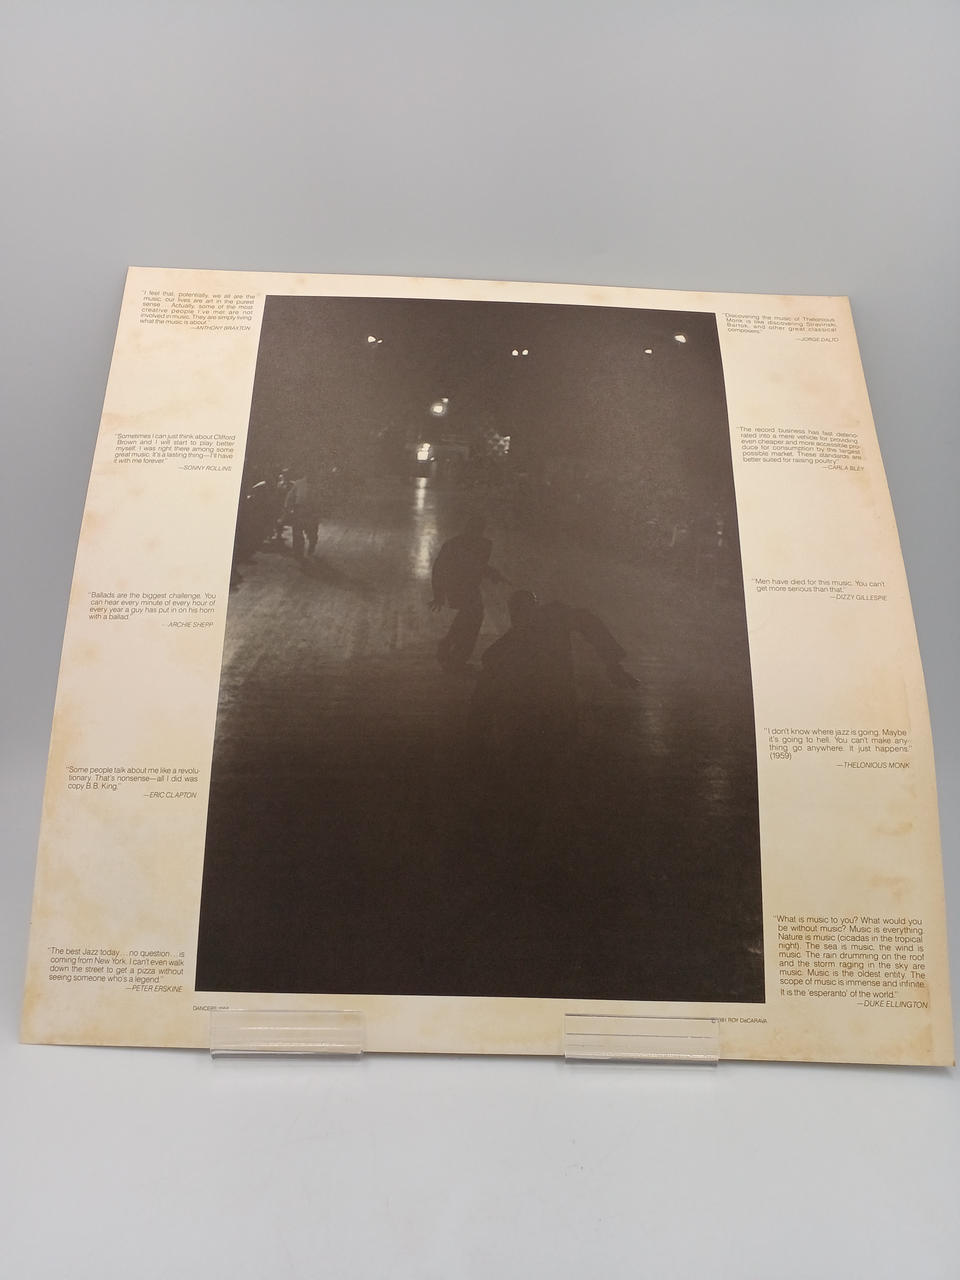 "I feel that, potentially, we all are the
music, our lives are art in the purest
sense... Actually, some of the most
creative people I've met are not
involved in music. They are simply living
what the music is about."
—ANTHONY BRAXTON
"Sometimes I can just think about Clifford
Brown and I will start to play better
myself. I was right there among some
great music. It's a lasting thing—I'll have
it with me forever."
—SONNY ROLLINS
"Ballads are the biggest challenge. You
can hear every minute of every hour of
every year a guy has put in on his horn
with a ballad."
—ARCHIE SHEPP
"Some people talk about me like a revolu-
tionary. That's nonsense—all I did was
copy B.B. King."
—ERIC CLAPTON
"The best Jazz today...no question...is
coming from New York. I can't even walk
down the street to get a pizza without
seeing someone who's a legend."
—PETER ERSKINE
"Discovering the music of Thelonious
Monk is like discovering Stravinski,
Bartok, and other great classical
composers."
—JORGE DALTO
"The record business has fast deterio-
rated into a mere vehicle for providing
even cheaper and more accessible pro-
duce for consumption by the largest
possible market. These standards are
better suited for raising poultry."
—CARLA BLEY
"Men have died for this music. You can't
get more serious than that."
—DIZZY GILLESPIE
"I don't know where jazz is going. Maybe
it's going to hell. You can't make any-
thing go anywhere. It just happens."
(1959)
—THELONIOUS MONK
"What is music to you? What would you
be without music? Music is everything.
Nature is music (cicadas in the tropical
night). The sea is music, the wind is
music. The rain drumming on the roof
and the storm raging in the sky are
music. Music is the oldest entity. The
scope of music is immense and infinite.
It is the 'esperanto' of the world."
—DUKE ELLINGTON
DANCERS
1981 ROY DeCARAVA